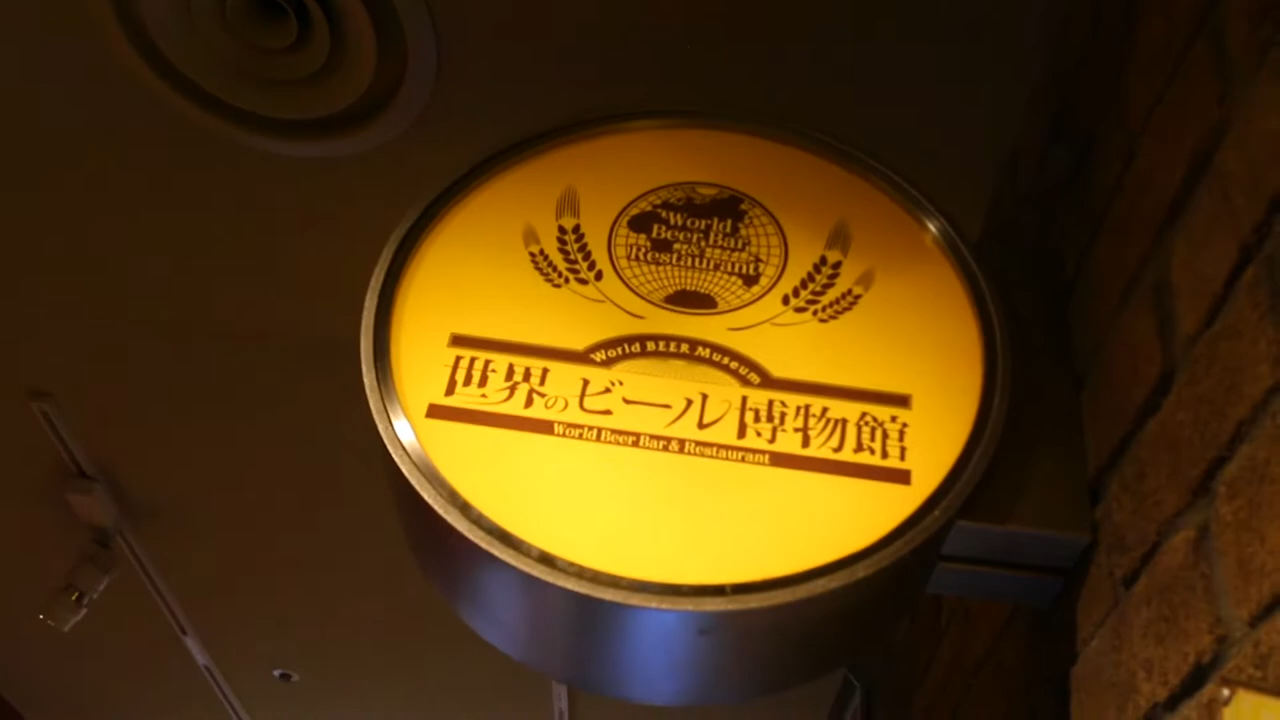 World
Beer Bar
&
Restaurant
World BEER Museum
世界のビール博物館
World Beer Bar & Restaurant